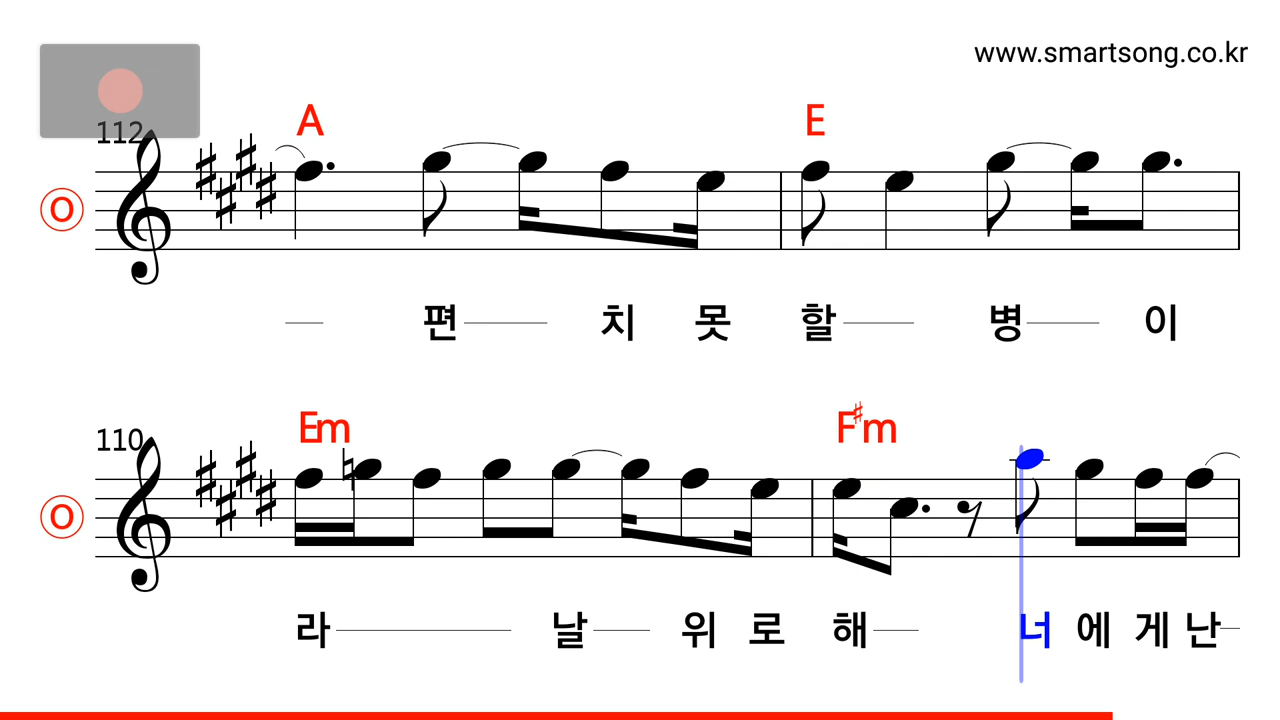 www.smartsong.co.kr
112
A E
O
편 치 못 할 병 이
110
Em F♯m
O
라 날 위 로 해 너 에 게 난